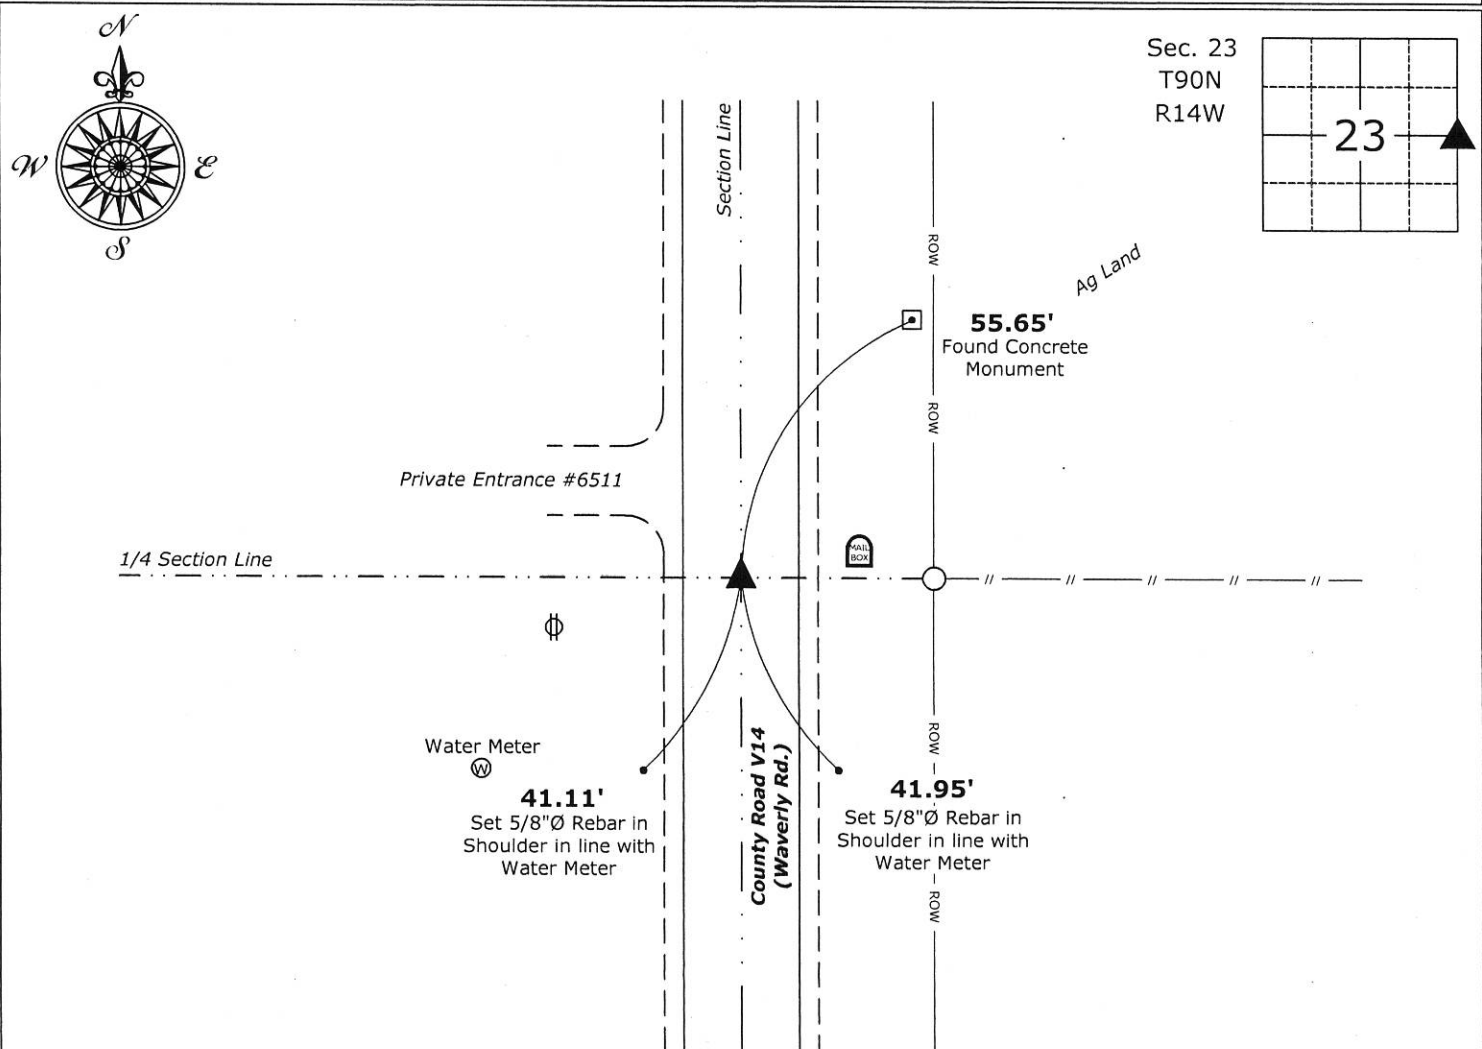 N
W
E
S
Sec. 23
T90N
R14W
23
Section Line
ROW
Ag Land
55.65'
Found Concrete
Monument
ROW
Private Entrance #6511
1/4 Section Line
MAIL
BOX
Water Meter
W
41.11'
Set 5/8"Ø Rebar in
Shoulder in line with
Water Meter
County Road V14
(Waverly Rd.)
ROW
41.95'
Set 5/8"Ø Rebar in
Shoulder in line with
Water Meter
ROW